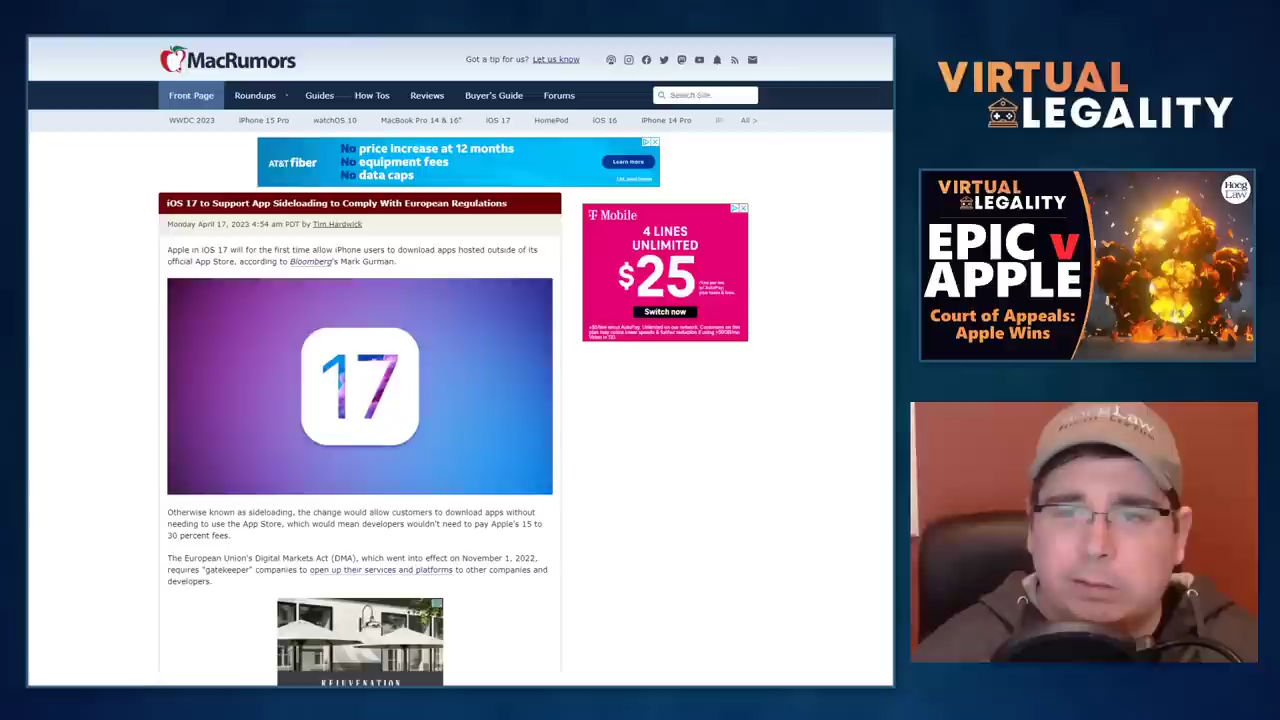 MacRumors
Got a tip for us? Let us know
Front Page Roundups Guides How Tos Reviews Buyer's Guide Forums Search Site.
WWDC 2023 iPhone 15 Pro watchOS 10 MacBook Pro 14 & 16" iOS 17 HomePod iOS 16 iPhone 14 Pro All >
AT&T fiber
No price increase at 12 months
No equipment fees
No data caps
Learn more
iOS 17 to Support App Sideloading to Comply With European Regulations
Monday April 17, 2023 4:54 am PDT by Tim Hardwick
Apple in iOS 17 will for the first time allow iPhone users to download apps hosted outside of its
official App Store, according to Bloomberg's Mark Gurman.
17
Otherwise known as sideloading, the change would allow customers to download apps without
needing to use the App Store, which would mean developers wouldn't need to pay Apple's 15 to
30 percent fees.
The European Union's Digital Markets Act (DMA), which went into effect on November 1, 2022,
requires "gatekeeper" companies to open up their services and platforms to other companies and
developers.
REJUVENATION
T Mobile
4 LINES
UNLIMITED
$25
Switch now
VIRTUAL
LEGALITY
VIRTUAL
LEGALITY
Hoeg
Law
EPIC v
APPLE
Court of Appeals:
Apple Wins